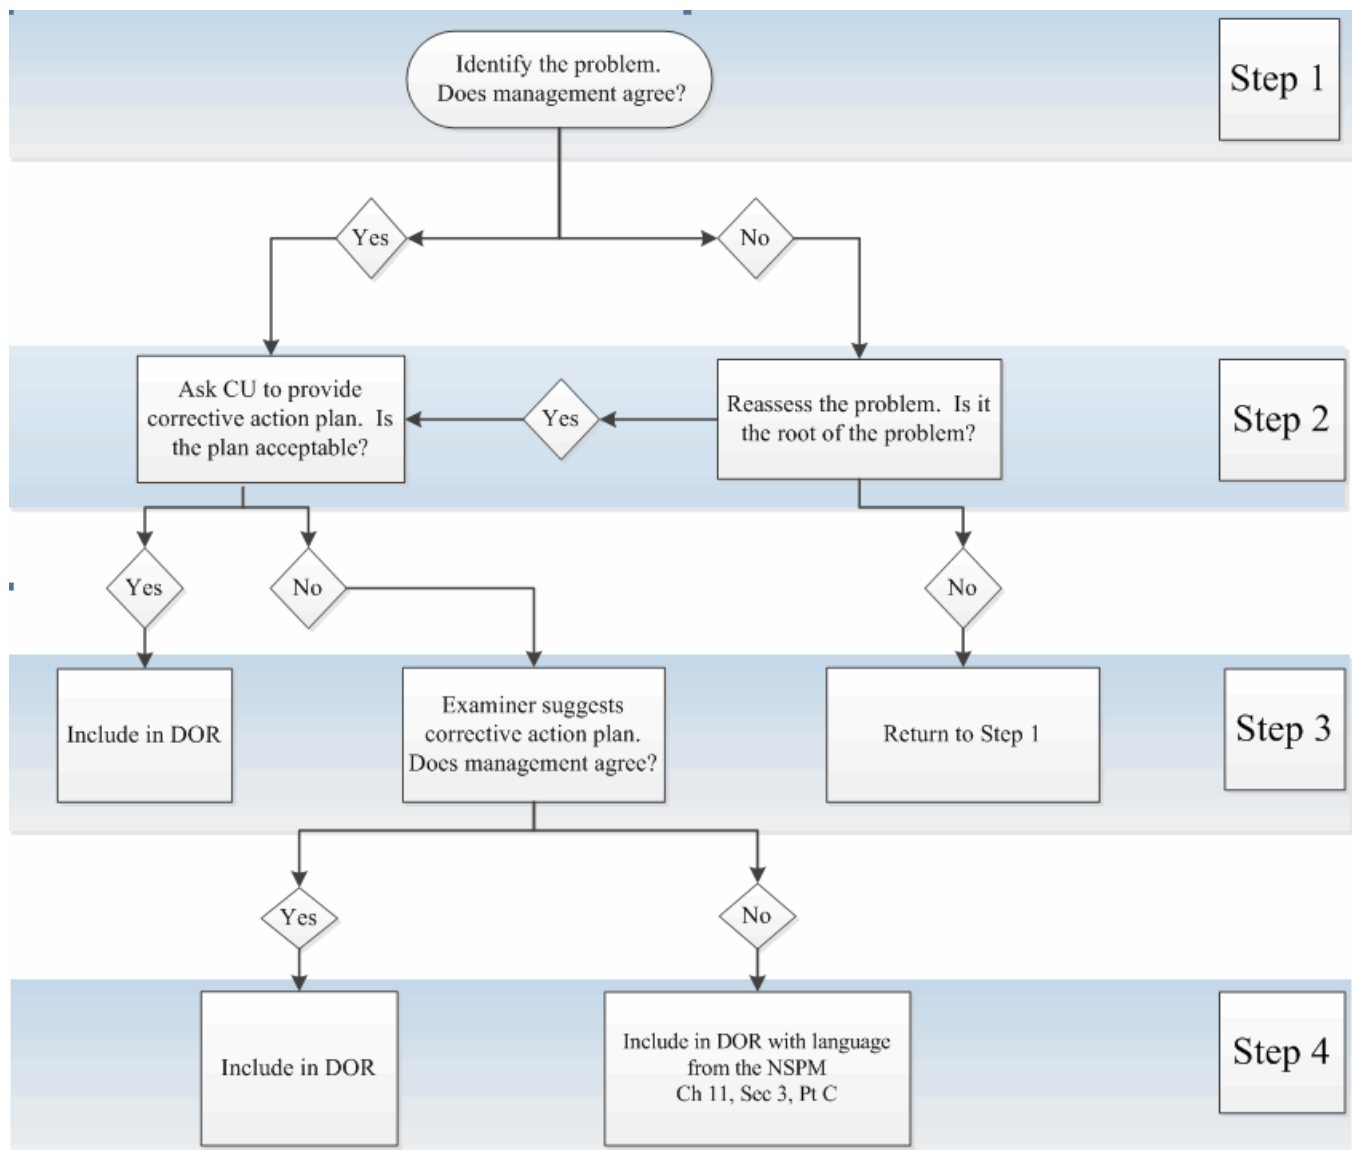 Identify the problem.
Does management agree?
Step 1
Yes
No
Ask CU to provide
corrective action plan.  Is
the plan acceptable?
Yes
Reassess the problem.  Is it
the root of the problem?
Step 2
Yes
No
No
Include in DOR
Examiner suggests
corrective action plan.
Does management agree?
Return to Step 1
Step 3
Yes
No
Include in DOR
Include in DOR with language
from the NSPM
Ch 11, Sec 3, Pt C
Step 4